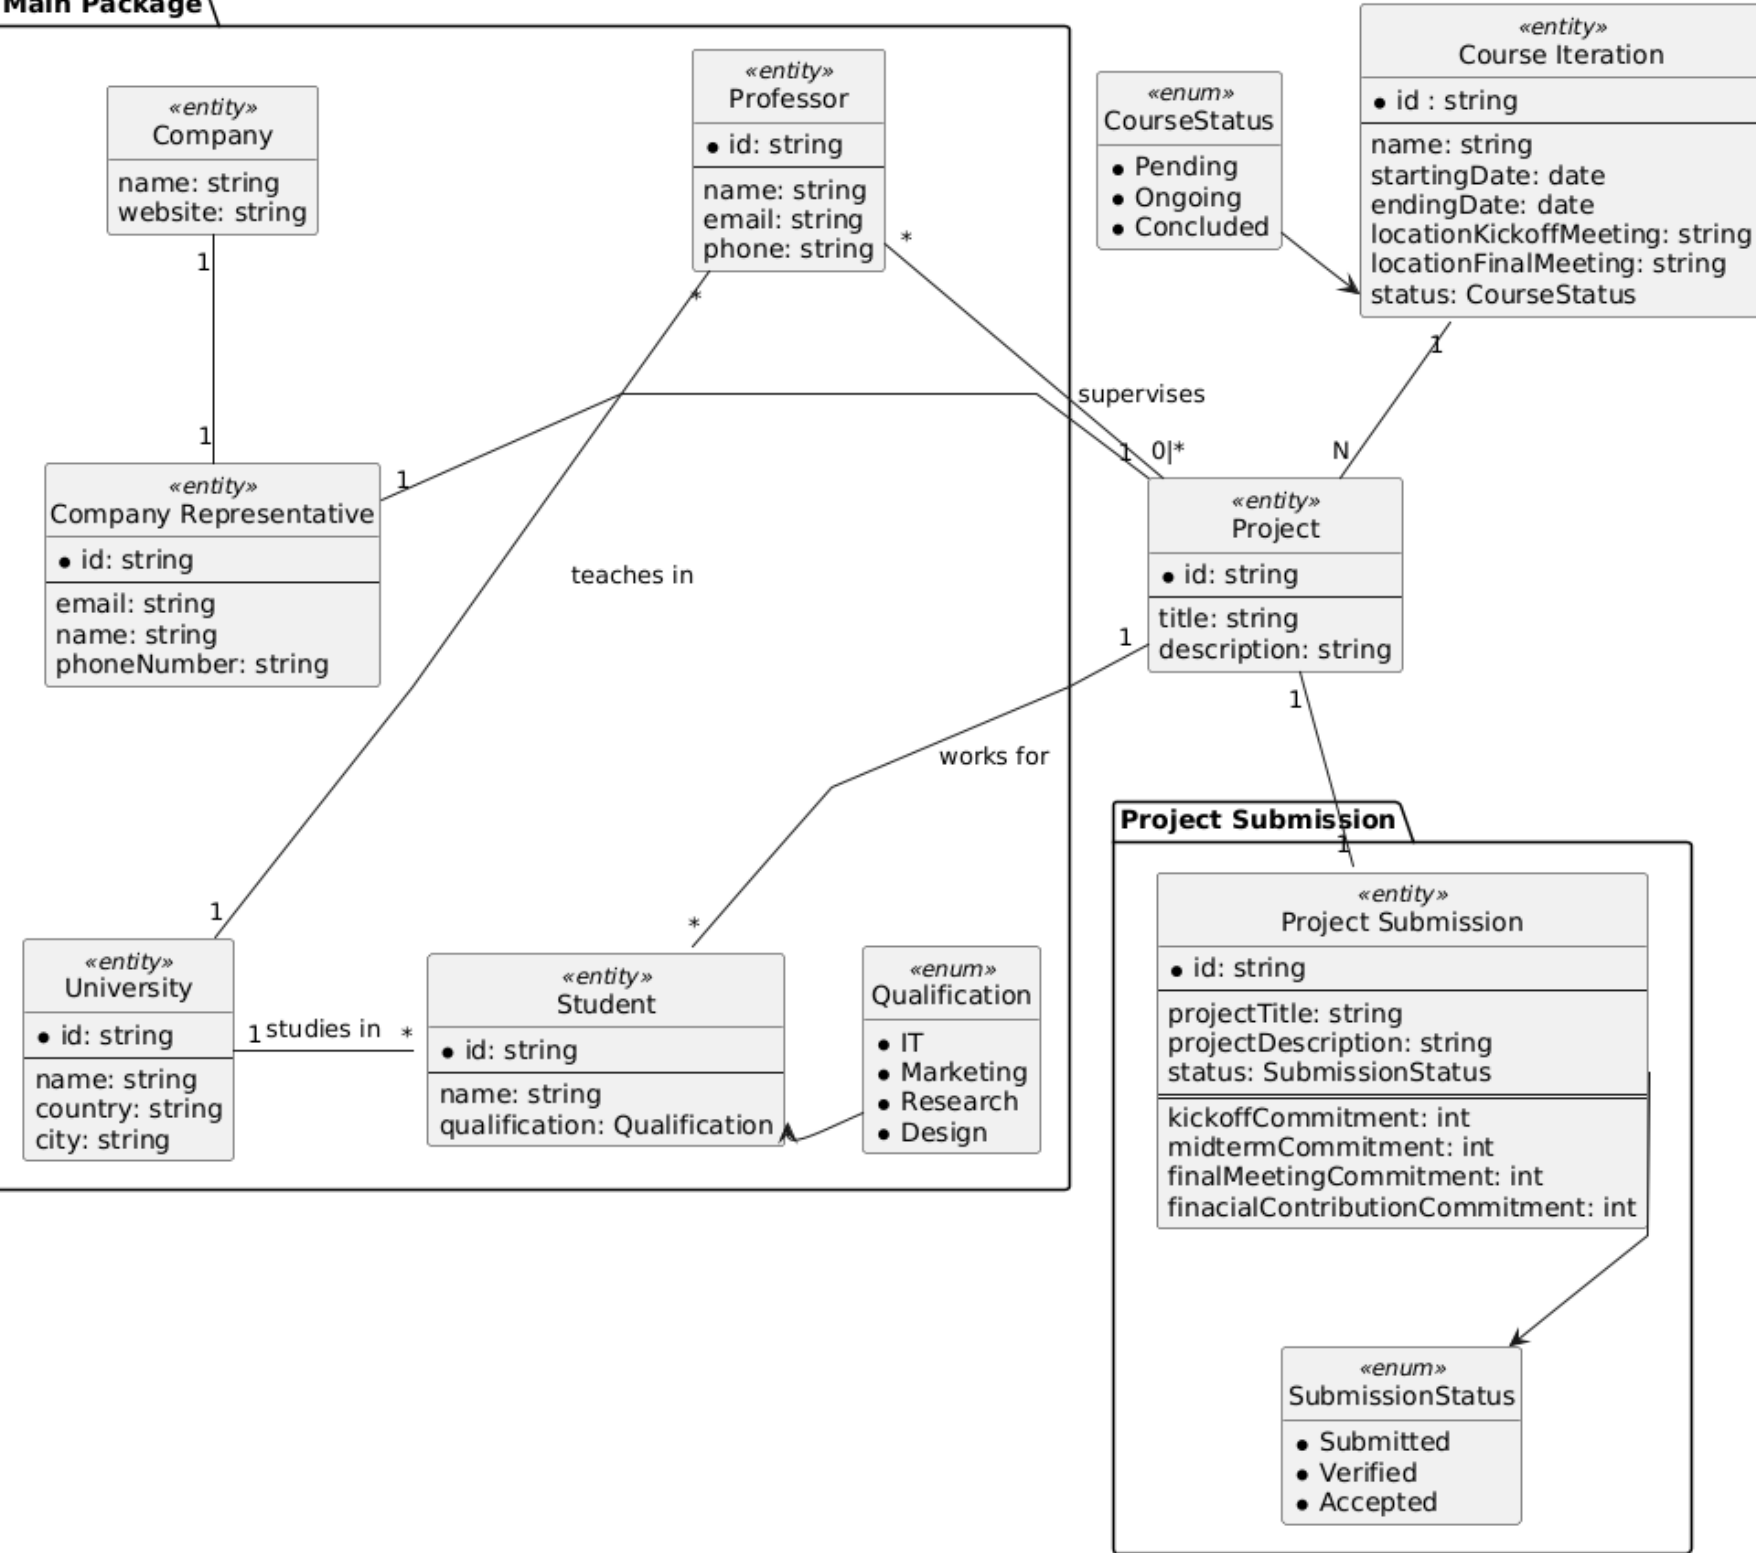 Main Package
«entity»
Company
name: string
website: string
1
1
«entity»
Company Representative
• id: string
email: string
name: string
phoneNumber: string
1
«entity»
Professor
• id: string
name: string
email: string
phone: string
*
*
supervises
1
0|*
teaches in
1
«enum»
CourseStatus
• Pending
• Ongoing
• Concluded
«entity»
Course Iteration
• id : string
name: string
startingDate: date
endingDate: date
locationKickoffMeeting: string
locationFinalMeeting: string
status: CourseStatus
1
N
«entity»
Project
• id: string
title: string
description: string
1
works for
*
1
1
«entity»
University
• id: string
name: string
country: string
city: string
1 studies in *
«entity»
Student
• id: string
name: string
qualification: Qualification
«enum»
Qualification
• IT
• Marketing
• Research
• Design
Project Submission
«entity»
Project Submission
• id: string
projectTitle: string
projectDescription: string
status: SubmissionStatus
kickoffCommitment: int
midtermCommitment: int
finalMeetingCommitment: int
finacialContributionCommitment: int
«enum»
SubmissionStatus
• Submitted
• Verified
• Accepted